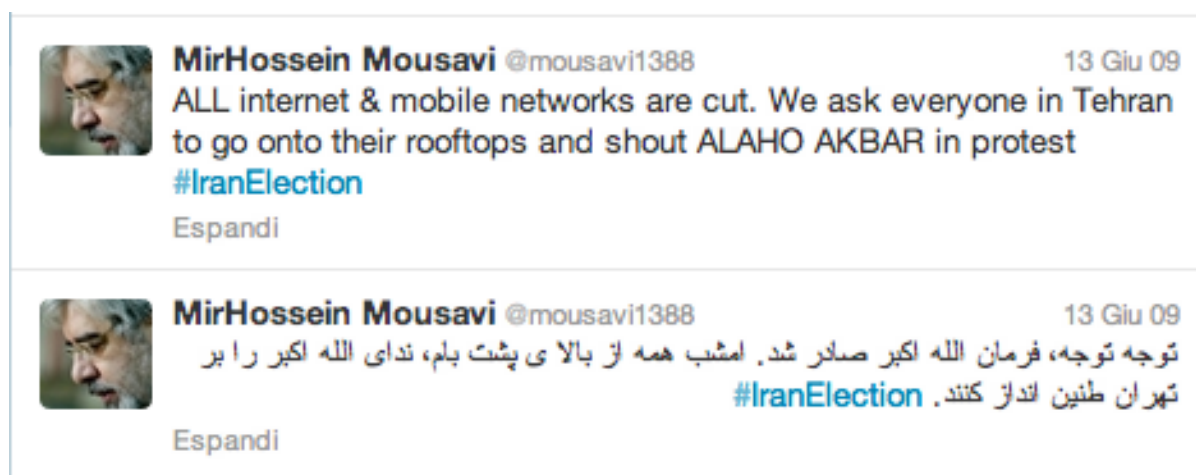 MirHossein Mousavi @mousavi1388 13 Giu 09
ALL internet & mobile networks are cut. We ask everyone in Tehran
to go onto their rooftops and shout ALAHO AKBAR in protest
#IranElection
Espandi
MirHossein Mousavi @mousavi1388 13 Giu 09
توجه توجه، فرمان الله اکبر صادر شد. امشب همه از بالا ی پشت بام، ندای الله اکبر را بر
تهران طنین انداز کنند. #IranElection
Espandi